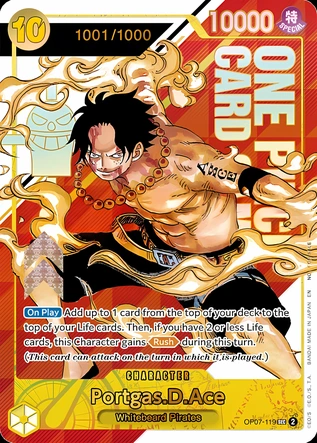 10
1001/1000
10000
特
SPECIAL
ONE PIECE
CARD
ASCE
On Play Add up to 1 card from the top of your deck to the
top of your Life cards. Then, if you have 2 or less Life
cards, this Character gains Rush during this turn.
(This card can attack on the turn in which it is played.)
CHARACTER
Portgas.D.Ace
Whitebeard Pirates
OP07-119 SEC 2